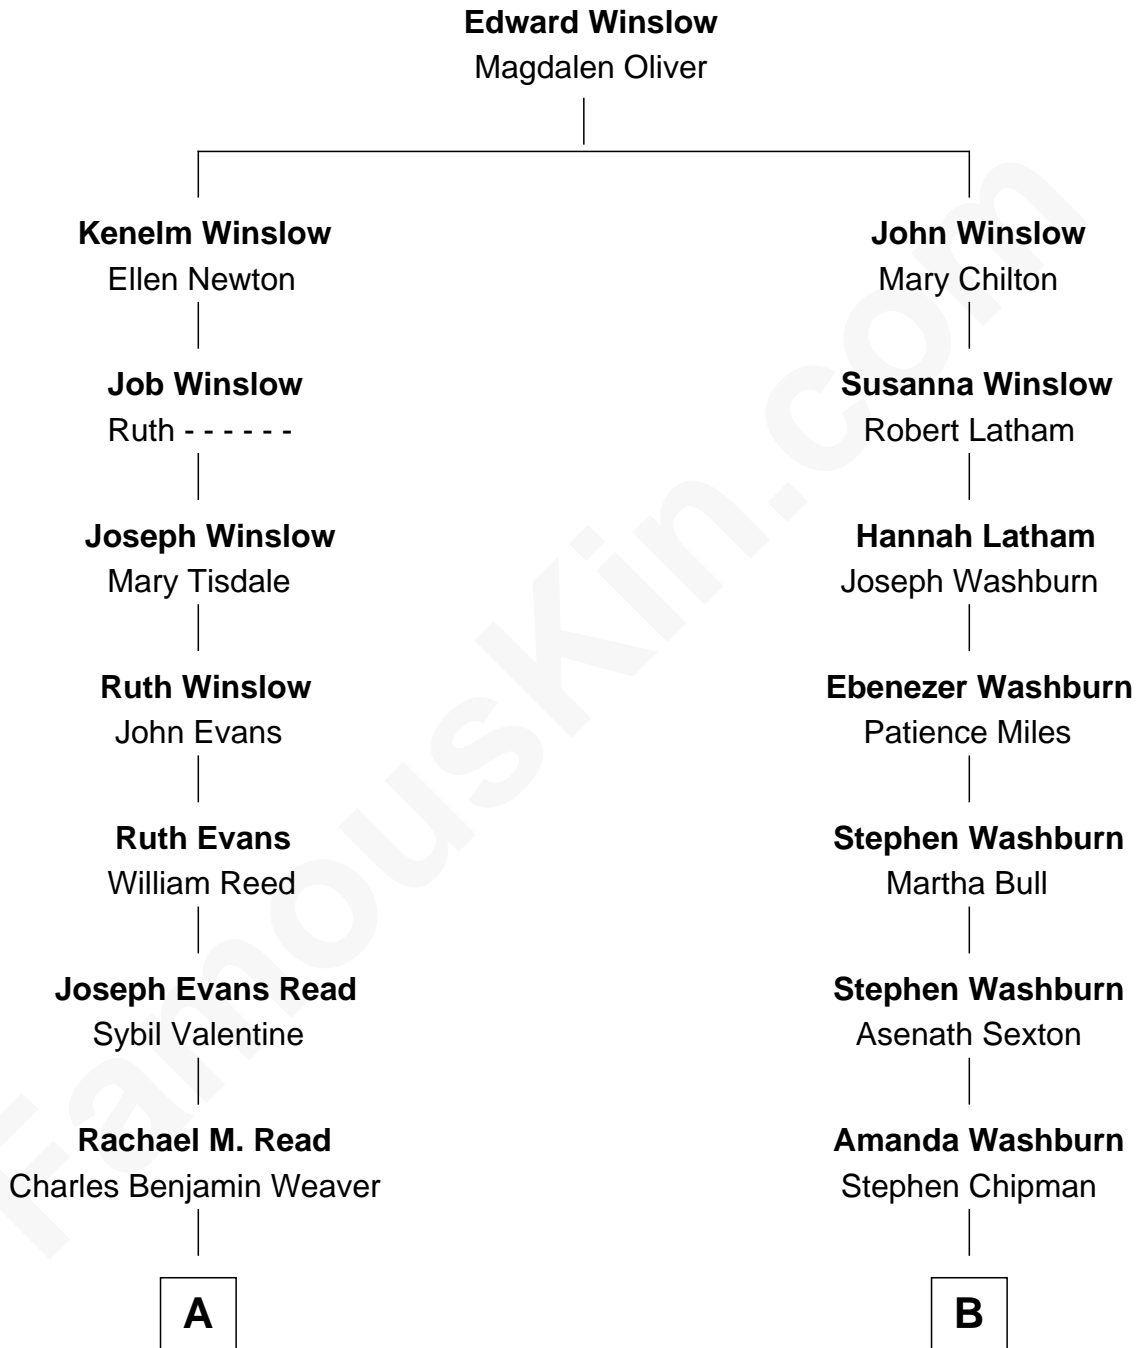 Edward Winslow
Magdalen Oliver
Kenelm Winslow
Ellen Newton
John Winslow
Mary Chilton
Job Winslow
Ruth - - - - - -
Susanna Winslow
Robert Latham
Joseph Winslow
Mary Tisdale
Hannah Latham
Joseph Washburn
Ruth Winslow
John Evans
Ebenezer Washburn
Patience Miles
Ruth Evans
William Reed
Stephen Washburn
Martha Bull
Joseph Evans Read
Sybil Valentine
Stephen Washburn
Asenath Sexton
Rachael M. Read
Charles Benjamin Weaver
Amanda Washburn
Stephen Chipman
A
B
FamousKin.com